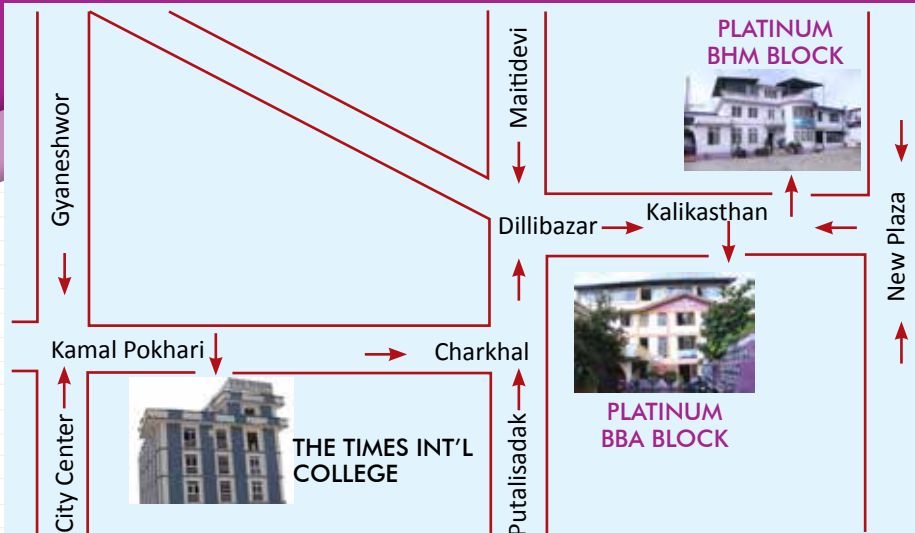 PLATINUM
BHM BLOCK
Maitidevi
Gyaneshwor
Dillibazar
Kalikasthan
New Plaza
Kamal Pokhari
Charkhal
City Center
THE TIMES INT'L
COLLEGE
Putalisadak
PLATINUM
BBA BLOCK